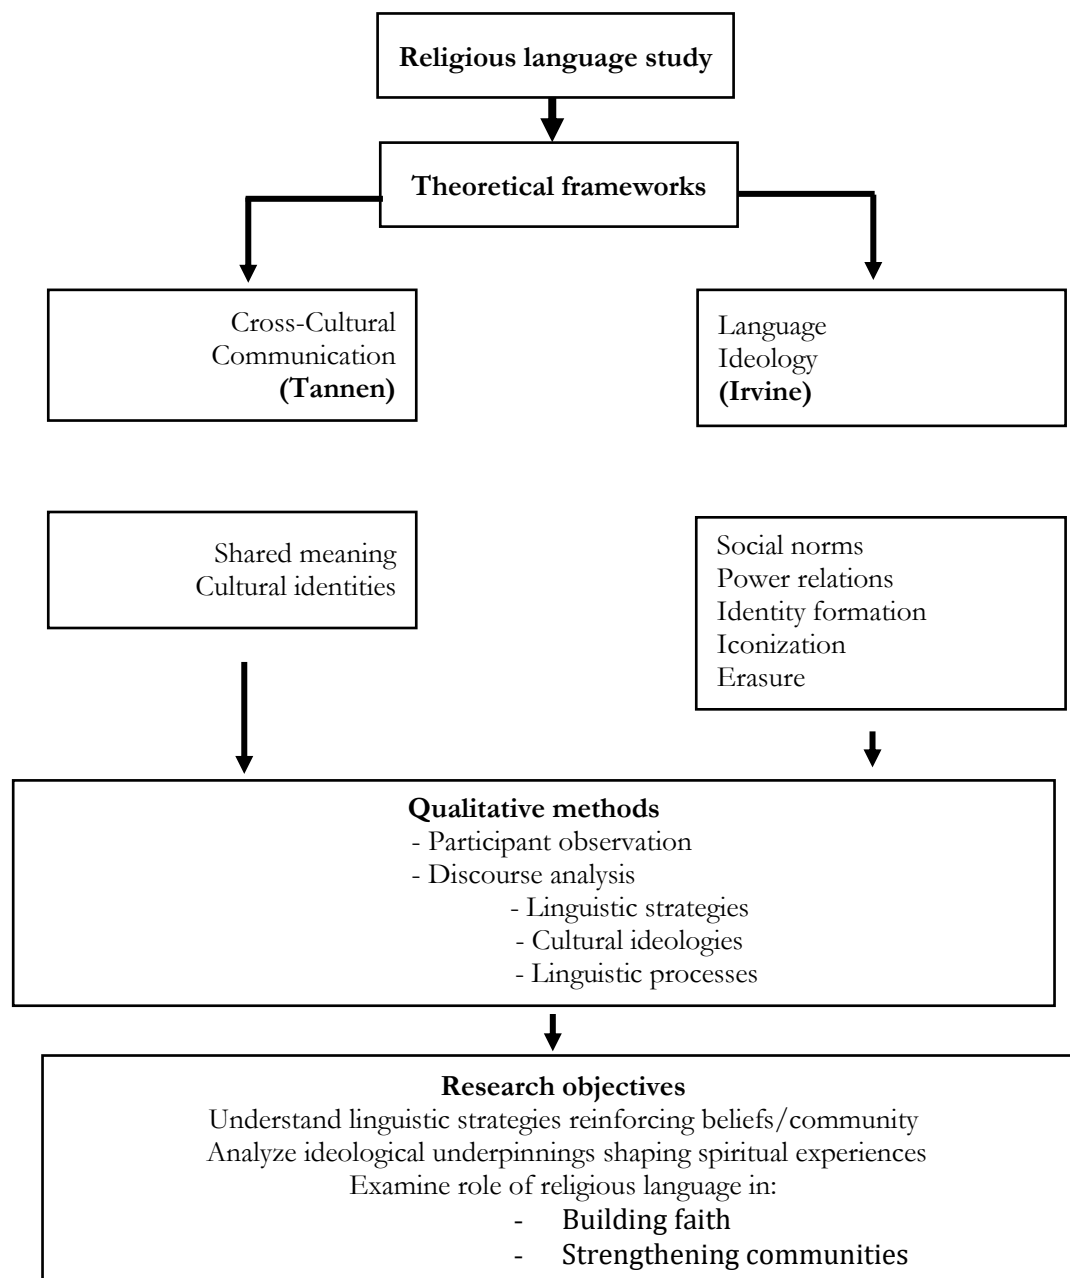 Religious language study
Theoretical frameworks
Cross-Cultural
Communication
(Tannen)
Language
Ideology
(Irvine)
Shared meaning
Cultural identities
Social norms
Power relations
Identity formation
Iconization
Erasure
Qualitative methods
- Participant observation
- Discourse analysis
- Linguistic strategies
- Cultural ideologies
- Linguistic processes
Research objectives
Understand linguistic strategies reinforcing beliefs/community
Analyze ideological underpinnings shaping spiritual experiences
Examine role of religious language in:
- Building faith
- Strengthening communities